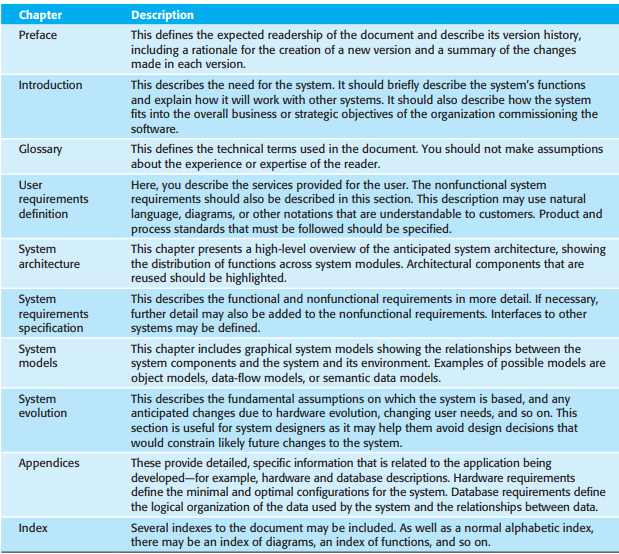 Chapter Description
Preface This defines the expected readership of the document and describe its version history,
including a rationale for the creation of a new version and a summary of the changes
made in each version.
Introduction This describes the need for the system. It should briefly describe the system’s functions
and explain how it will work with other systems. It should also describe how the system
fits into the overall business or strategic objectives of the organization commissioning the
software.
Glossary This defines the technical terms used in the document. You should not make assumptions
about the experience or expertise of the reader.
User Here, you describe the services provided for the user. The nonfunctional system
requirements requirements should also be described in this section. This description may use natural
definition language, diagrams, or other notations that are understandable to customers. Product and
process standards that must be followed should be specified.
System This chapter presents a high-level overview of the anticipated system architecture, showing
architecture the distribution of functions across system modules. Architectural components that are
reused should be highlighted.
System This describes the functional and nonfunctional requirements in more detail. If necessary,
requirements further detail may also be added to the nonfunctional requirements. Interfaces to other
specification systems may be defined.
System This chapter includes graphical system models showing the relationships between the
models system components and the system and its environment. Examples of possible models are
object models, data-flow models, or semantic data models.
System This describes the fundamental assumptions on which the system is based, and any
evolution anticipated changes due to hardware evolution, changing user needs, and so on. This
section is useful for system designers as it may help them avoid design decisions that
would constrain likely future changes to the system.
Appendices These provide detailed, specific information that is related to the application being
developed—for example, hardware and database descriptions. Hardware requirements
define the minimal and optimal configurations for the system. Database requirements define
the logical organization of the data used by the system and the relationships between data.
Index Several indexes to the document may be included. As well as a normal alphabetic index,
there may be an index of diagrams, an index of functions, and so on.